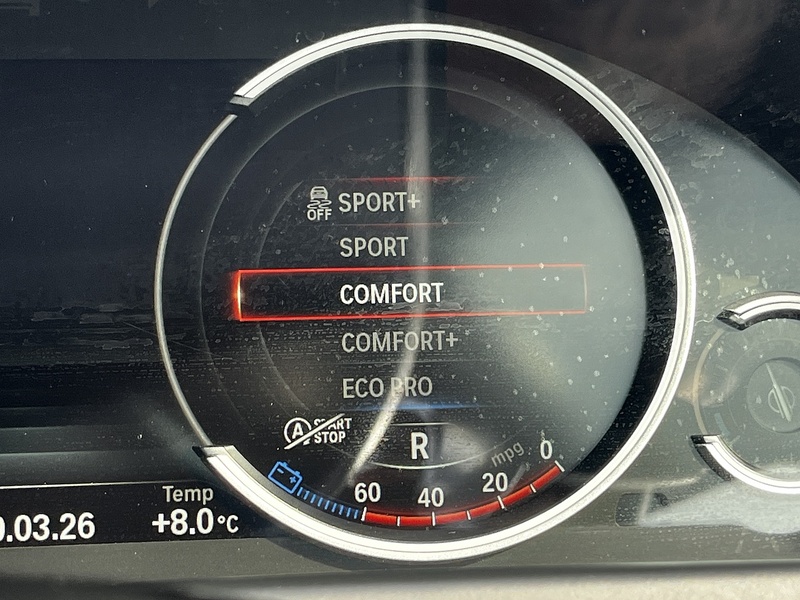 SPORT+
OFF
SPORT
COMFORT
COMFORT+
ECO PRO
A START
STOP
R
mpg
60 40 20 0
Temp
0.03.26 +8.0°C